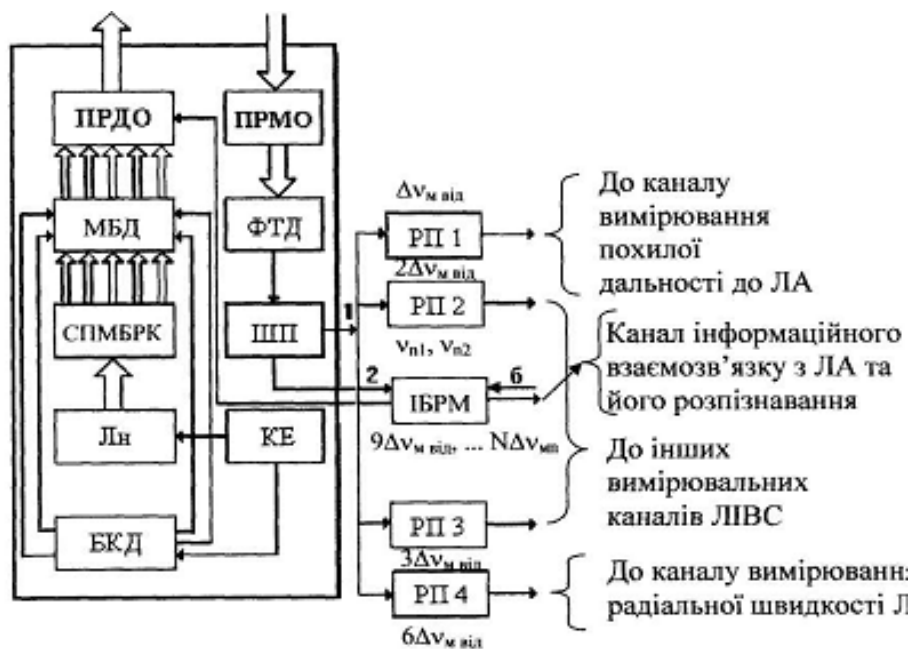 ПРДО
ПРМО
Δνм від
РП 1
До каналу
вимірювання
похилої
дальності до ЛА
МБД
ФТД
2Δνм від
РП 2
СПМБРК
ШП
1
νп1, νп2
2
ІБРМ
б
Канал інформаційного
взаємозв’язку з ЛА та
його розпізнавання
Лн
КЕ
9Δνм від, ... NΔνмп
До інших
вимірювальних
каналів ЛІВС
БКД
РП 3
3Δνм від
РП 4
До каналу вимірюванн
радіальної швидкості Л
6Δνм від